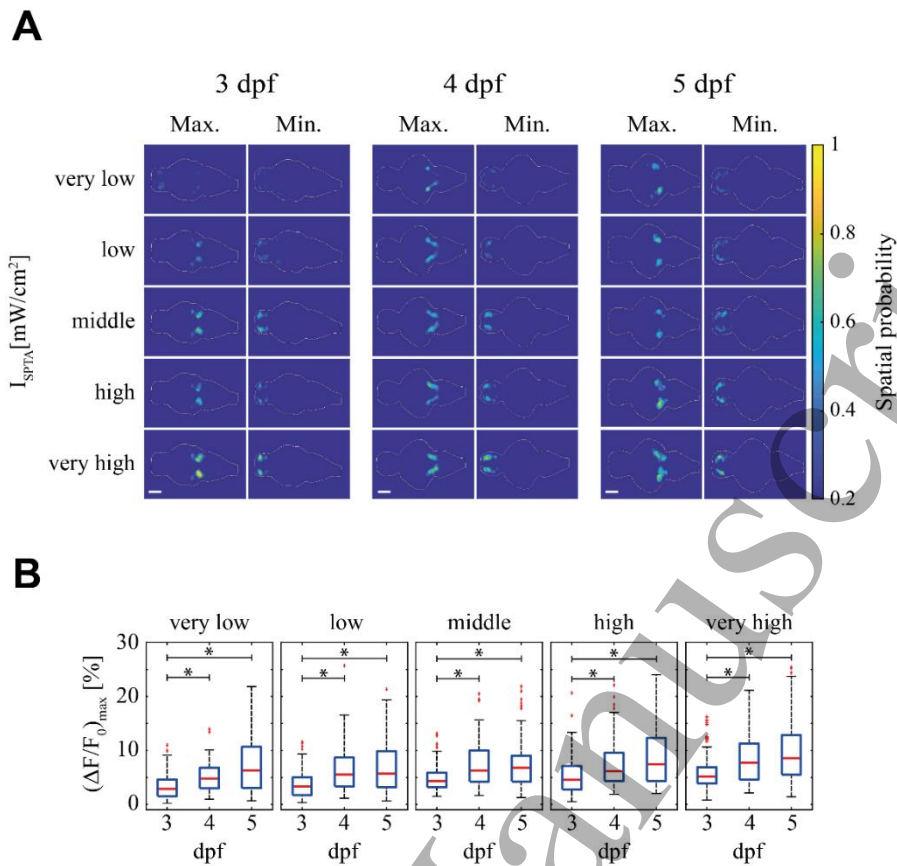 A
3 dpf 4 dpf 5 dpf
Max. Min. Max. Min. Max. Min.
very low
low
middle
high
very high
I_SPTA [mW/cm²]
1
0.8
0.6
0.4
0.2
Spatial probability
B
very low low middle high very high
* * * * *
* * * * *
30
20
10
0
(ΔF/F₀)max [%]
3 4 5 3 4 5 3 4 5 3 4 5 3 4 5
dpf dpf dpf dpf dpf
anuscri